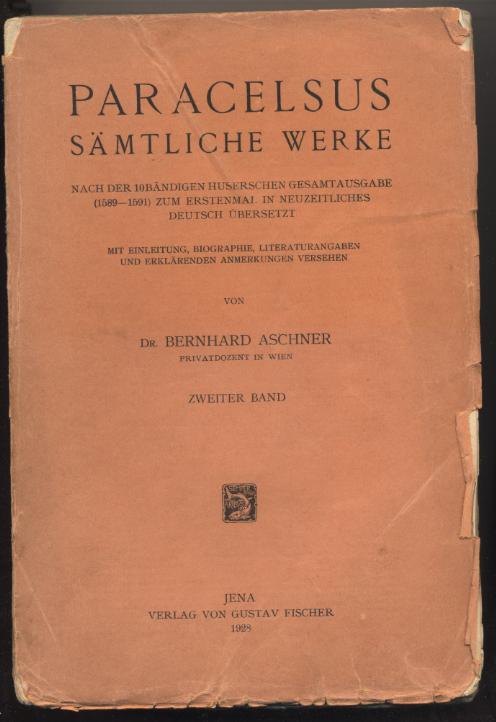 PARACELSUS
SÄMTLICHE WERKE
NACH DER 10BÄNDIGEN HUSERSCHEN GESAMTAUSGABE
(1589—1591) ZUM ERSTENMAL IN NEUZEITLICHES
DEUTSCH ÜBERSETZT
MIT EINLEITUNG, BIOGRAPHIE, LITERATURANGABEN
UND ERKLÄRENDEN ANMERKUNGEN VERSEHEN
VON
DR. BERNHARD ASCHNER
PRIVATDOZENT IN WIEN
ZWEITER BAND
JENA
VERLAG VON GUSTAV FISCHER
1928